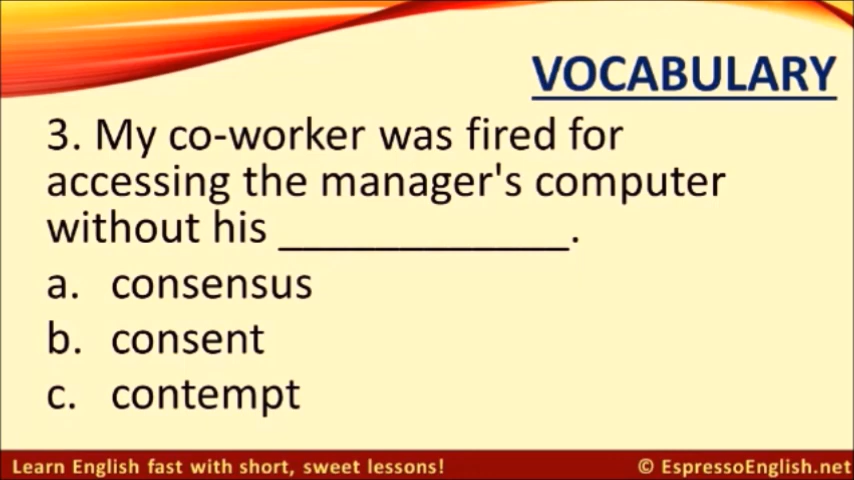 VOCABULARY
3. My co-worker was fired for
accessing the manager's computer
without his ____________.
a. consensus
b. consent
c. contempt
Learn English fast with short, sweet lessons!
© EspressoEnglish.net